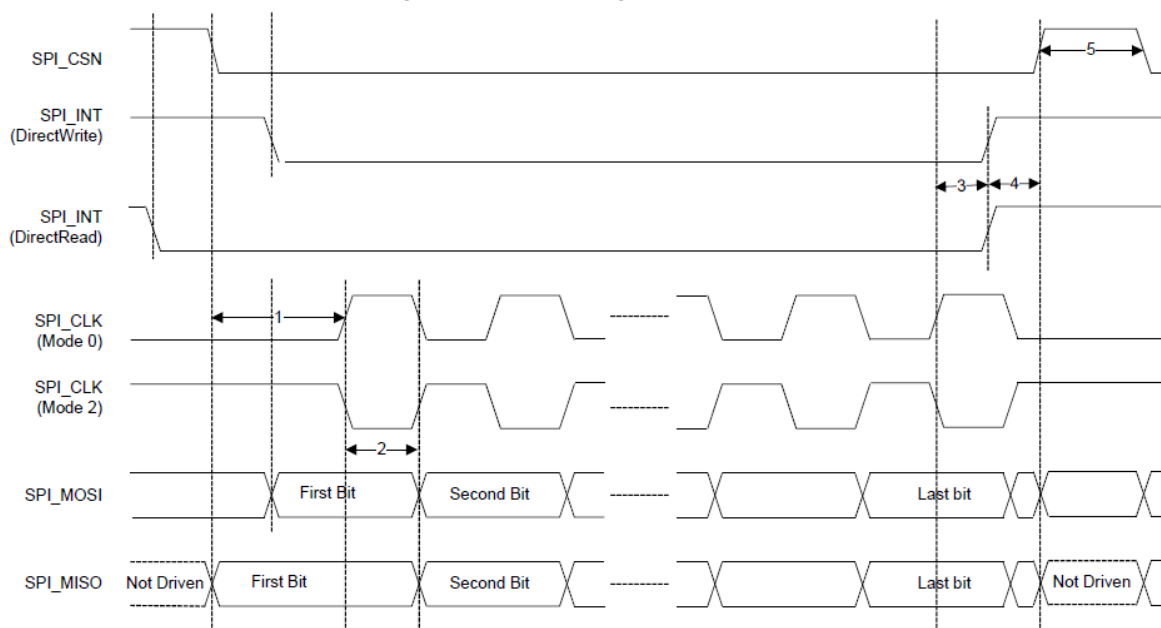 SPI_CSN
5
SPI_INT
(DirectWrite)
3
4
SPI_INT
(DirectRead)
1
SPI_CLK
(Mode 0)
SPI_CLK
(Mode 2)
2
SPI_MOSI
First Bit
Second Bit
Last bit
SPI_MISO
Not Driven
First Bit
Second Bit
Last bit
Not Driven